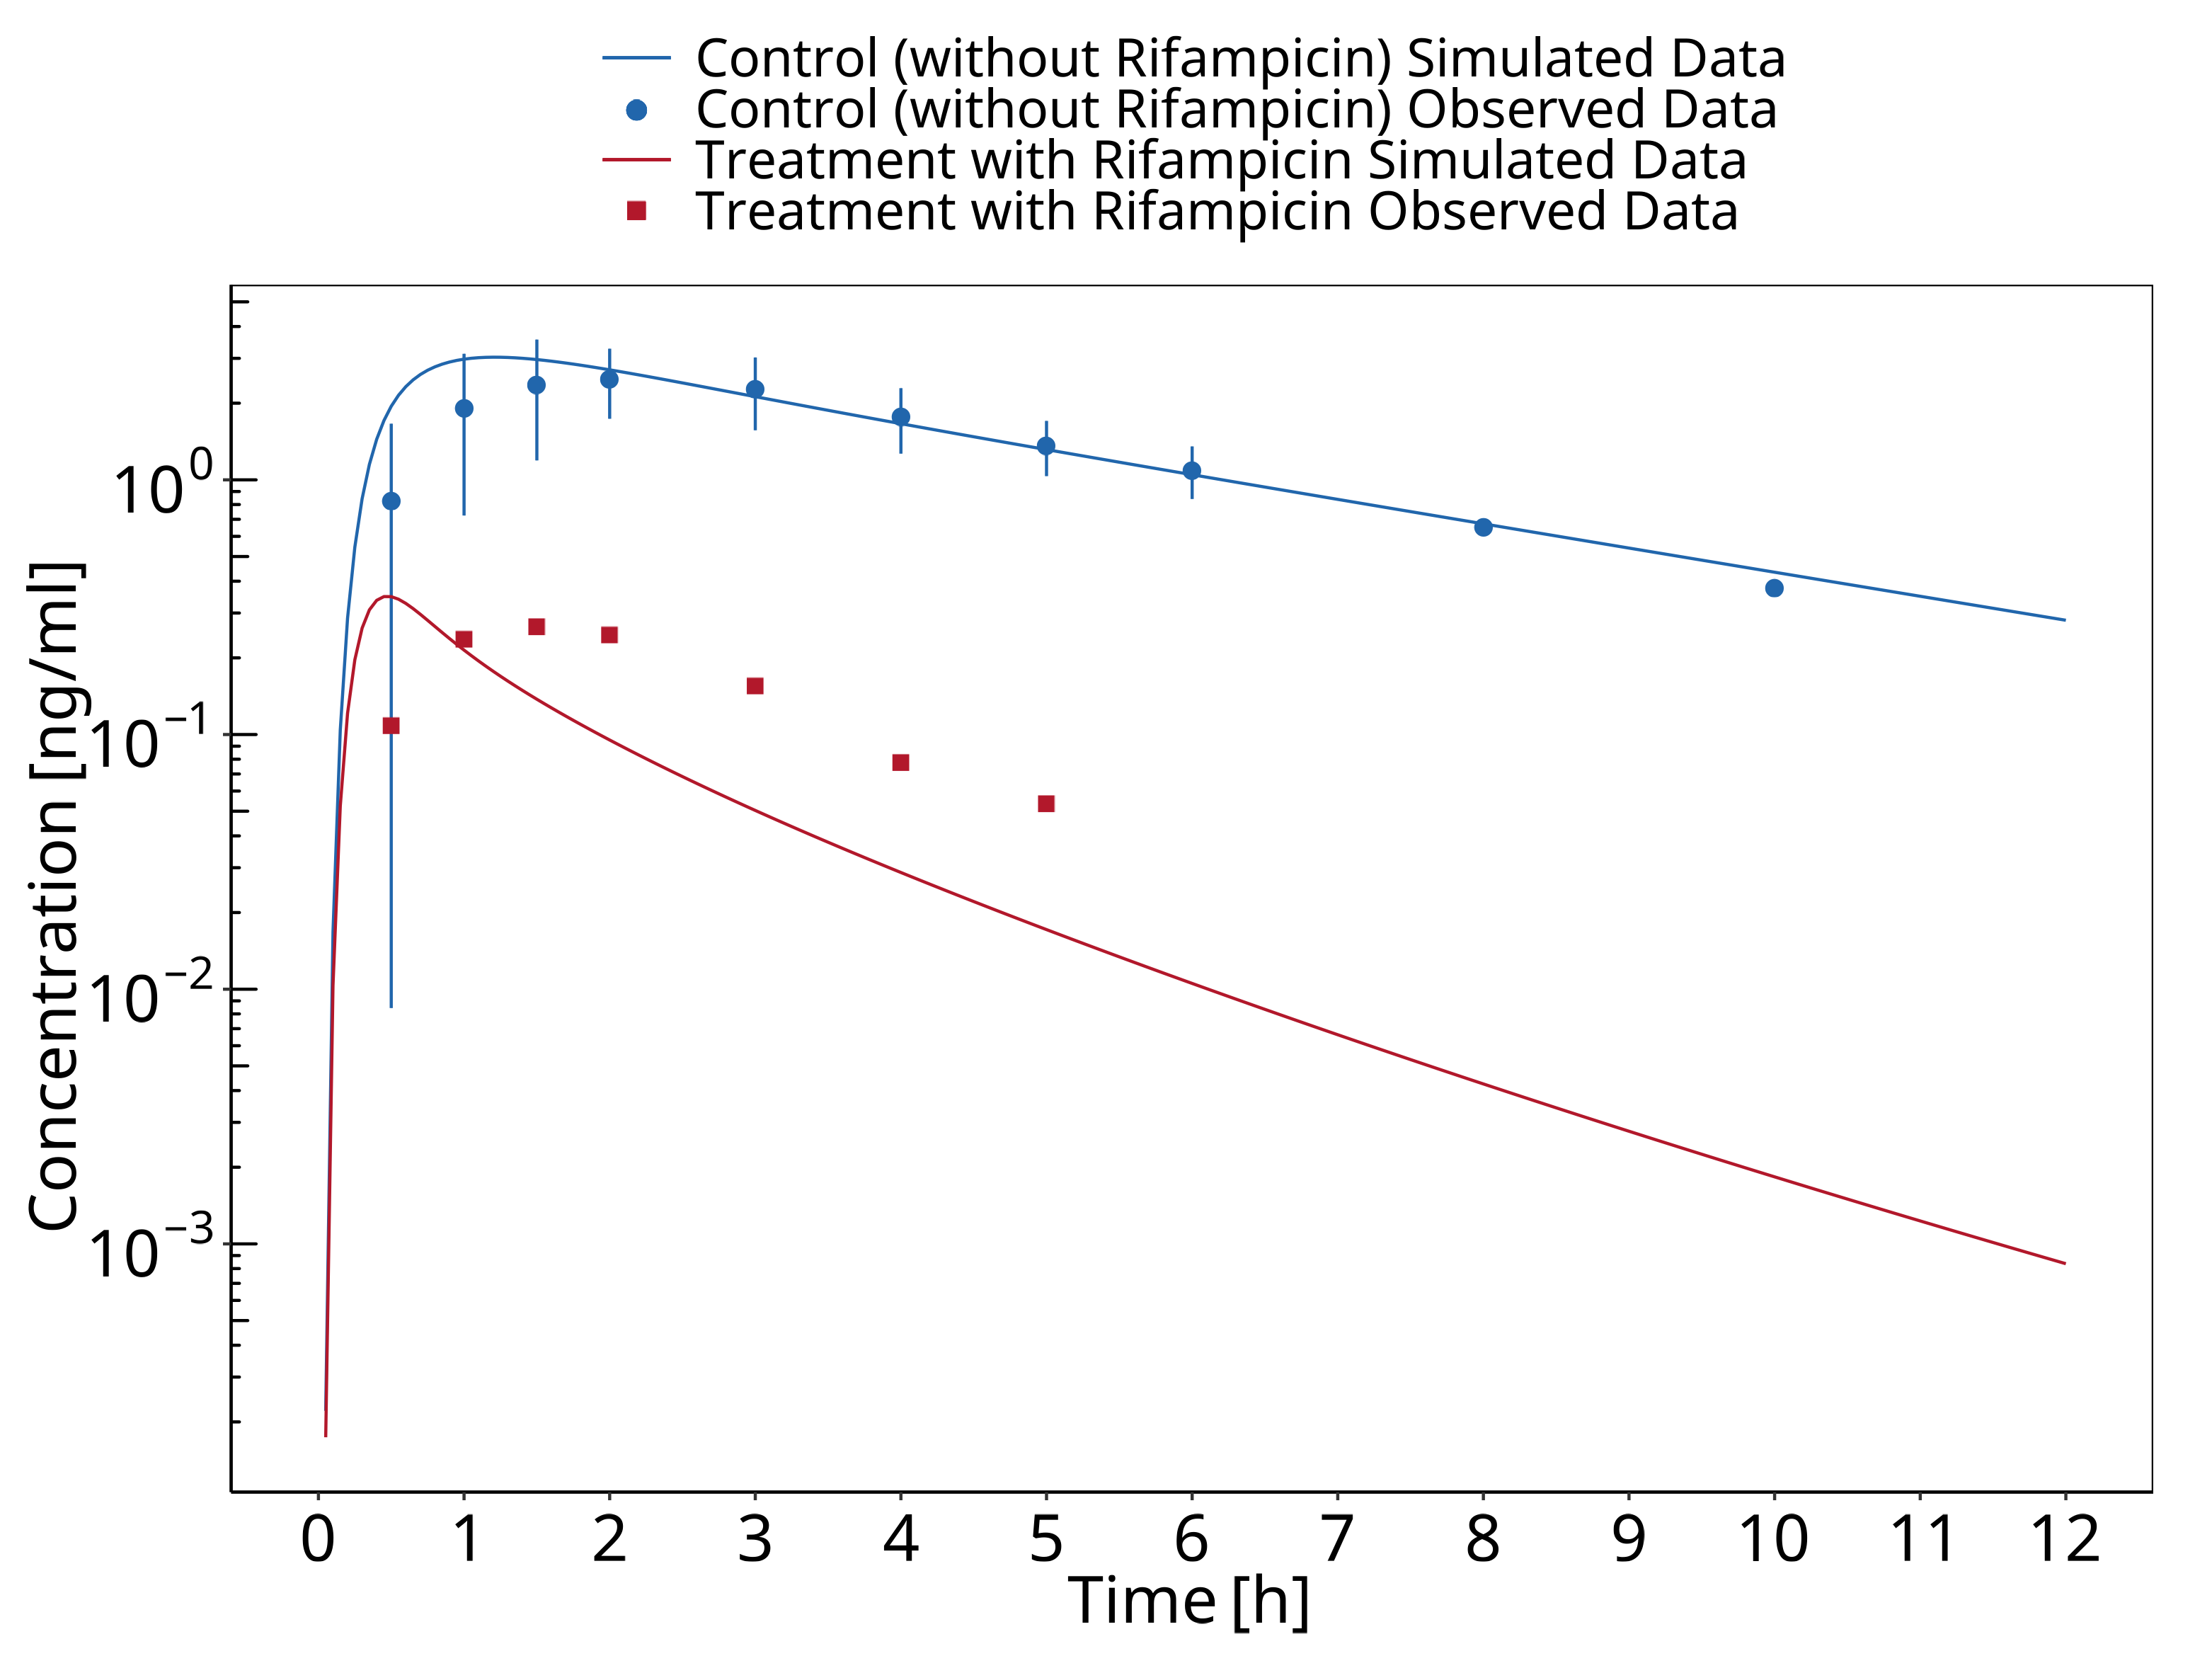 Control (without Rifampicin) Simulated Data
Control (without Rifampicin) Observed Data
Treatment with Rifampicin Simulated Data
Treatment with Rifampicin Observed Data
Concentration [ng/ml]
10^0
10^−1
10^−2
10^−3
0 1 2 3 4 5 6 7 8 9 10 11 12
Time [h]